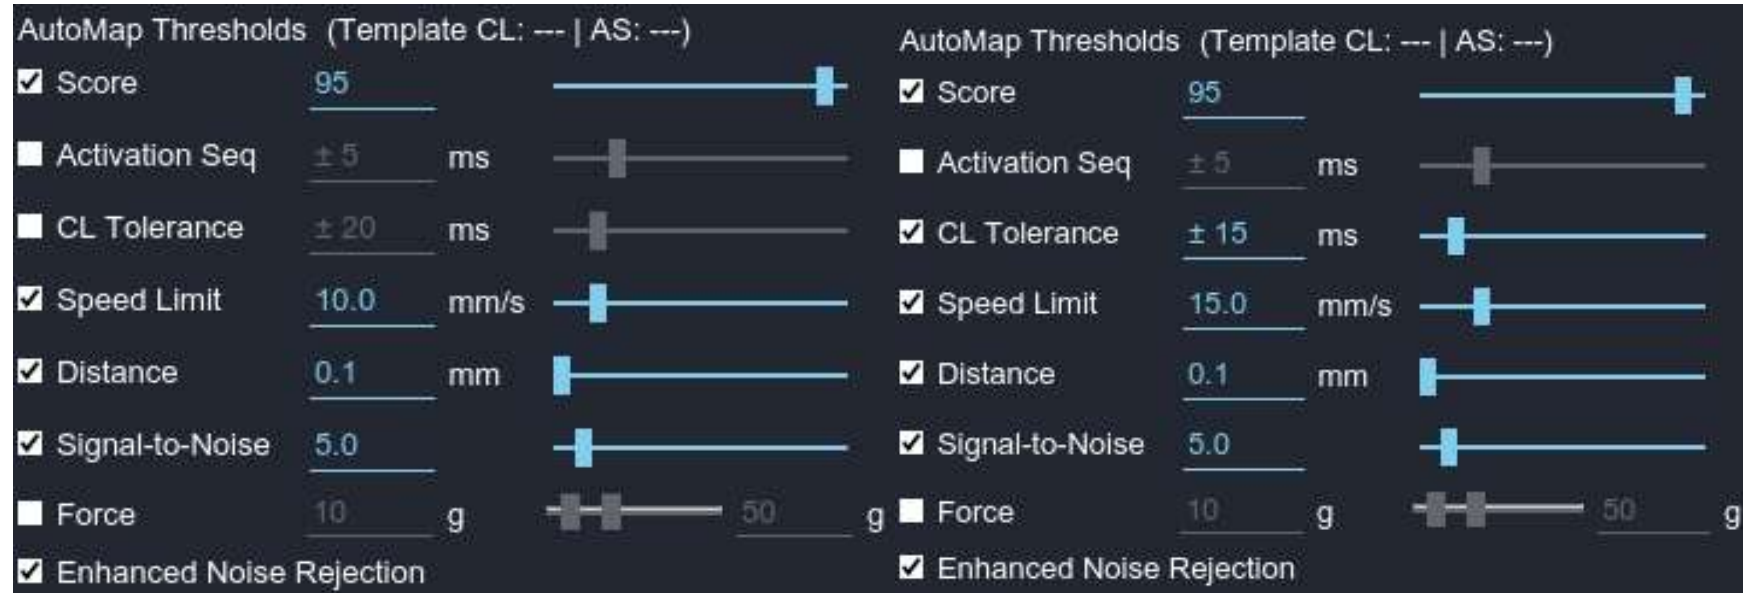 AutoMap Thresholds (Template CL: --- | AS: ---)
Score 95
Activation Seq ± 5 ms
CL Tolerance ± 20 ms
Speed Limit 10.0 mm/s
Distance 0.1 mm
Signal-to-Noise 5.0
Force 10 g 50 g
Enhanced Noise Rejection
AutoMap Thresholds (Template CL: --- | AS: ---)
Score 95
Activation Seq ± 5 ms
CL Tolerance ± 15 ms
Speed Limit 15.0 mm/s
Distance 0.1 mm
Signal-to-Noise 5.0
Force 10 g 50 g
Enhanced Noise Rejection